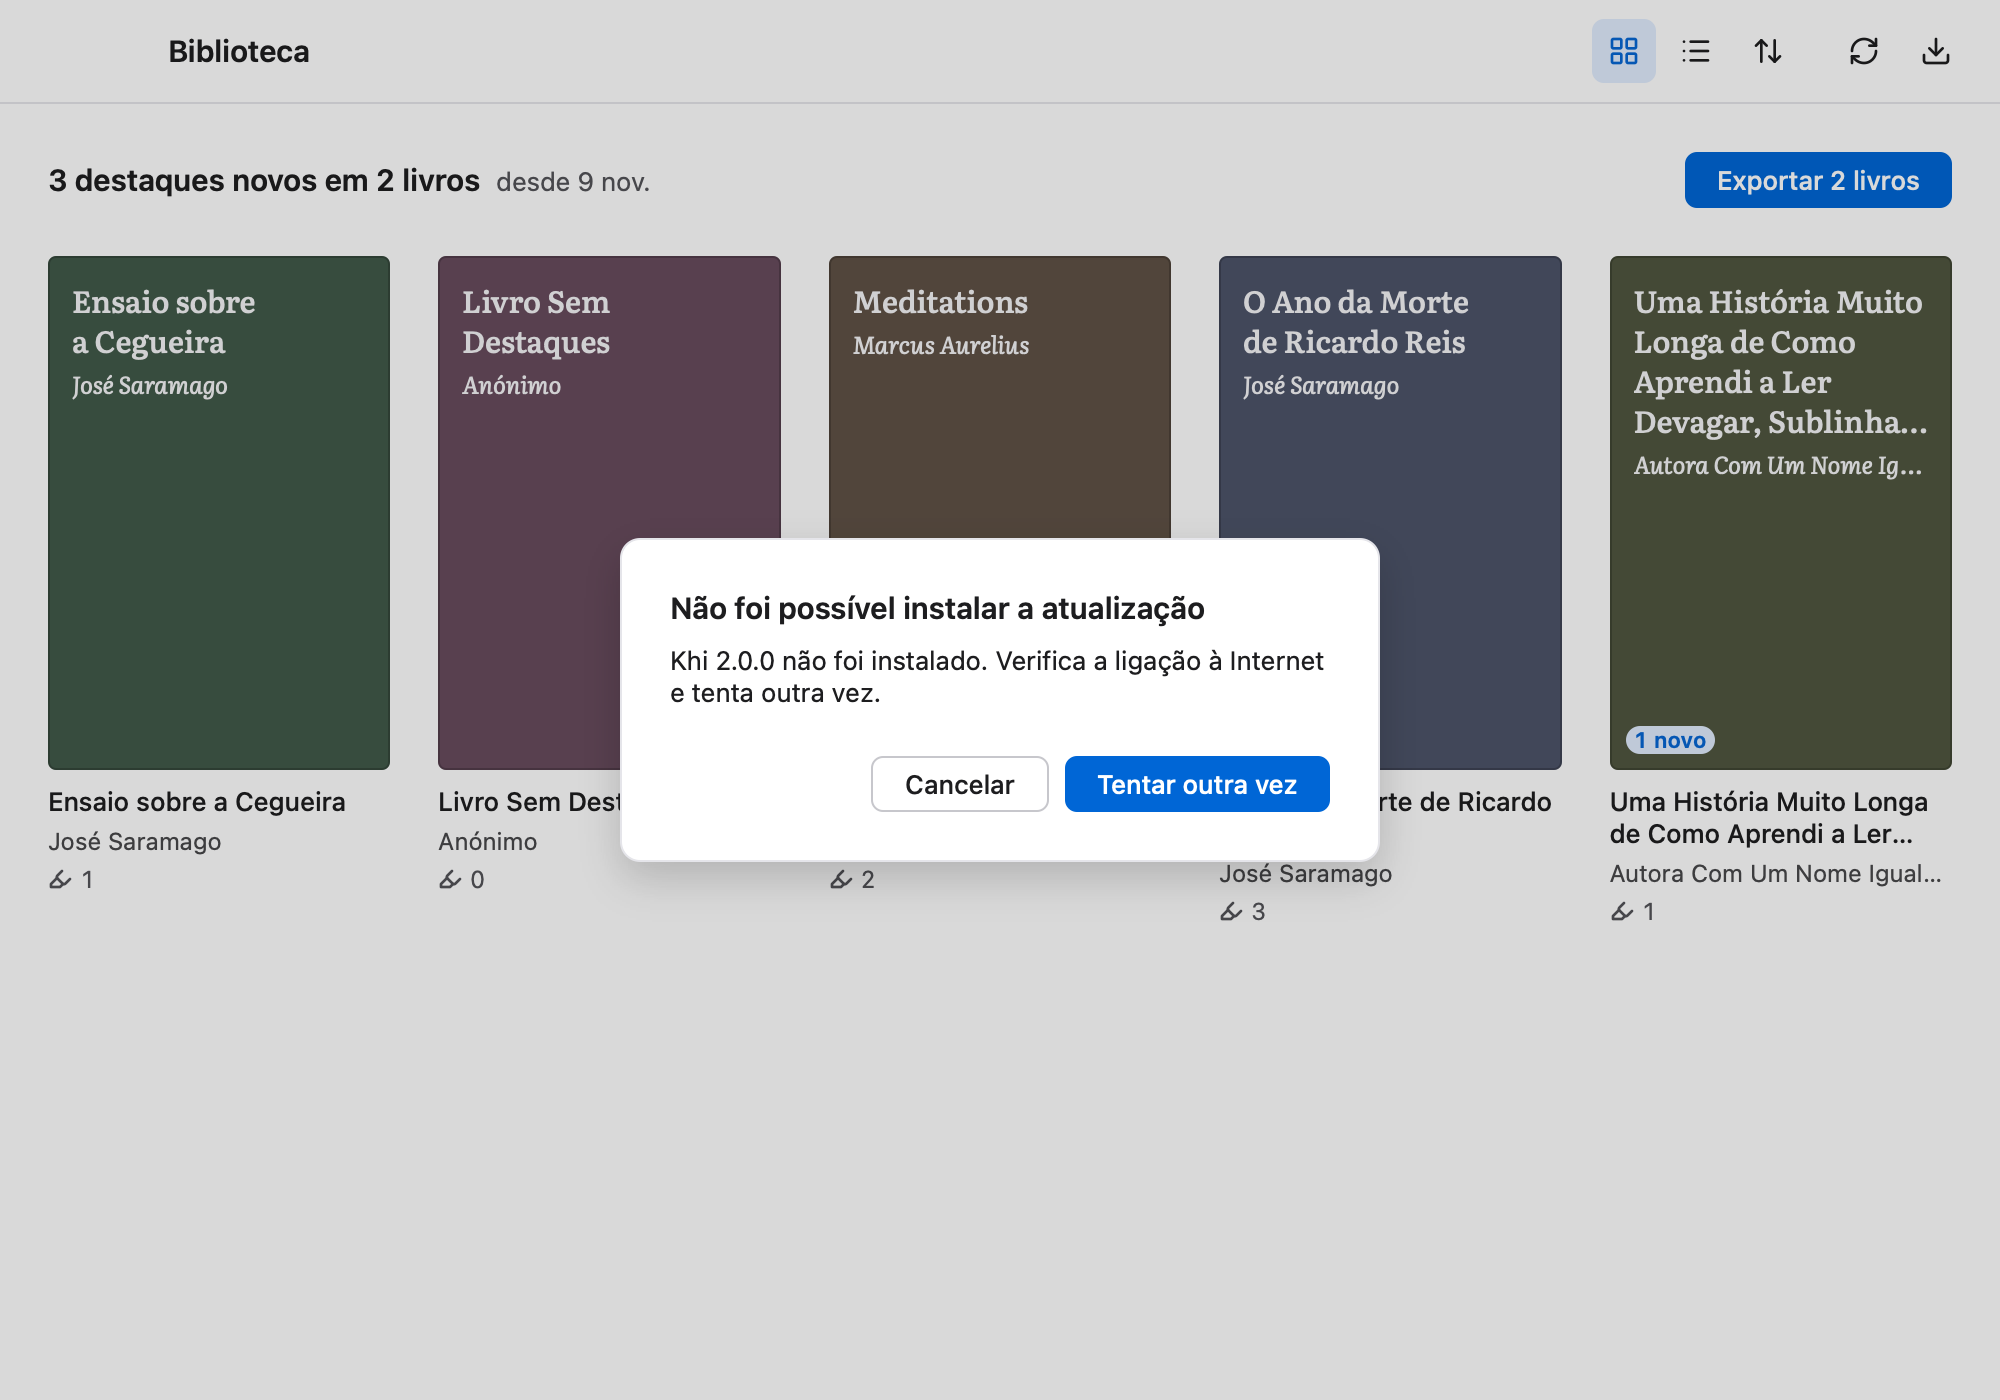 Biblioteca
3 destaques novos em 2 livros desde 9 nov.
Exportar 2 livros
Ensaio sobre
a Cegueira
José Saramago
Livro Sem
Destaques
Anónimo
Meditations
Marcus Aurelius
O Ano da Morte
de Ricardo Reis
José Saramago
Uma História Muito
Longa de Como
Aprendi a Ler
Devagar, Sublinha...
Autora Com Um Nome Ig...
1 novo
Não foi possível instalar a atualização
Khi 2.0.0 não foi instalado. Verifica a ligação à Internet
e tenta outra vez.
Cancelar
Tentar outra vez
Ensaio sobre a Cegueira
José Saramago
1
Livro Sem
Anónimo
0
2
de Ricardo
José Saramago
3
Uma História Muito Longa
de Como Aprendi a Ler...
Autora Com Um Nome Igual...
1